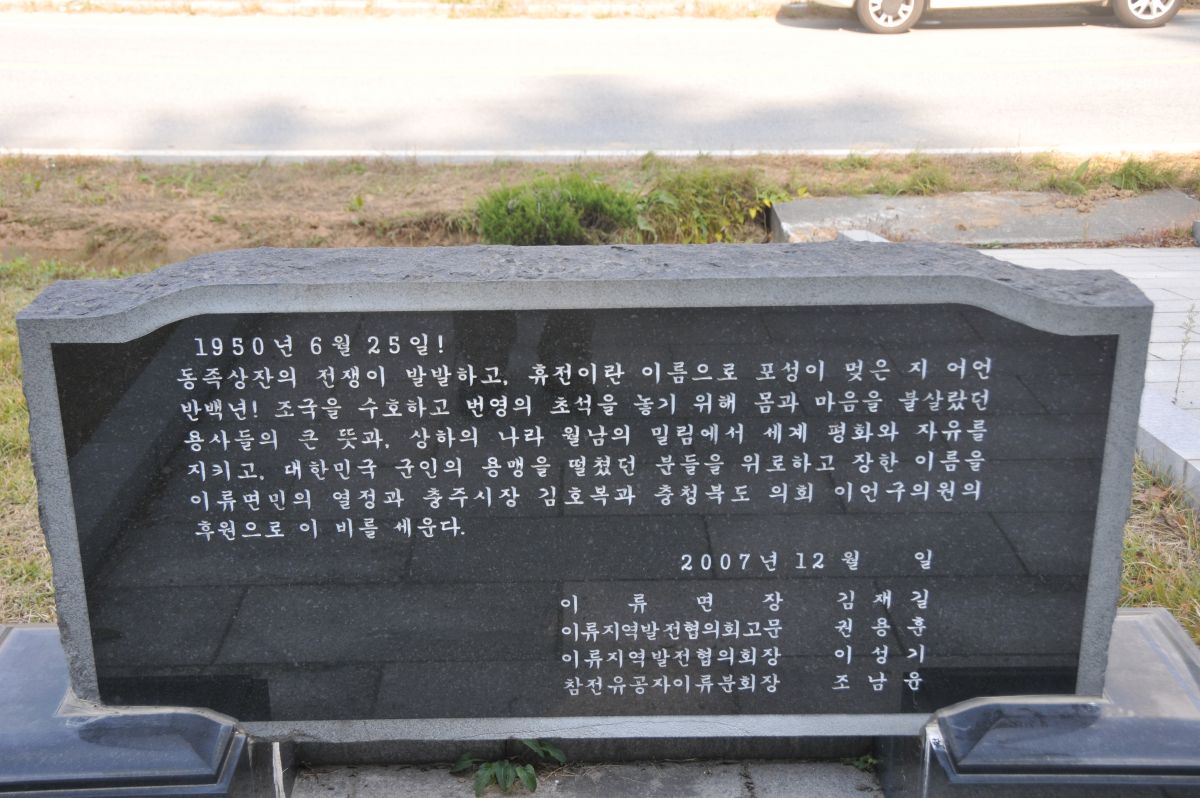 1950년 6월 25일!
동족상잔의 전쟁이 발발하고, 휴전이란 이름으로 포성이 멎은 지 어언
반백년! 조국을 수호하고 번영의 초석을 놓기 위해 몸과 마음을 불살랐던
용사들의 큰 뜻과, 상하의 나라 월남의 밀림에서 세계 평화와 자유를
지키고, 대한민국 군인의 용맹을 떨쳤던 분들을 위로하고 장한 이름을
이류면민의 열정과 충주시장 김호복과 충청북도 의회 이언구의원의
후원으로 이 비를 세운다.
2007년 12월 일
이 류 면 장 김 재 길
이류지역발전협의회고문 권 용 훈
이류지역발전협의회장 이 성 기
참전유공자이류분회장 조 남 윤